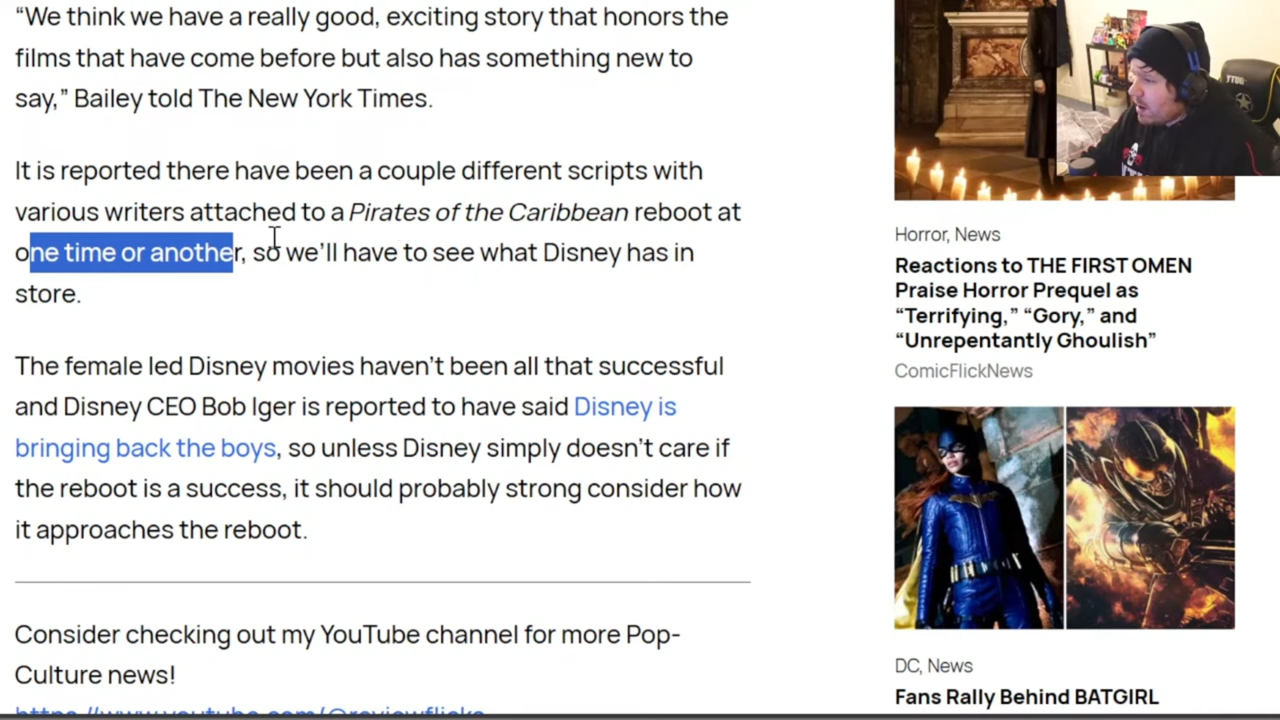 “We think we have a really good, exciting story that honors the
films that have come before but also has something new to
say,” Bailey told The New York Times.
It is reported there have been a couple different scripts with
various writers attached to a Pirates of the Caribbean reboot at
one time or another, so we’ll have to see what Disney has in
store.
The female led Disney movies haven’t been all that successful
and Disney CEO Bob Iger is reported to have said Disney is
bringing back the boys, so unless Disney simply doesn’t care if
the reboot is a success, it should probably strong consider how
it approaches the reboot.
Consider checking out my YouTube channel for more Pop-
Culture news!
https://www.youtube.com/@reviewflicks
Horror, News
Reactions to THE FIRST OMEN
Praise Horror Prequel as
“Terrifying,” “Gory,” and
“Unrepentantly Ghoulish”
ComicFlickNews
DC, News
Fans Rally Behind BATGIRL